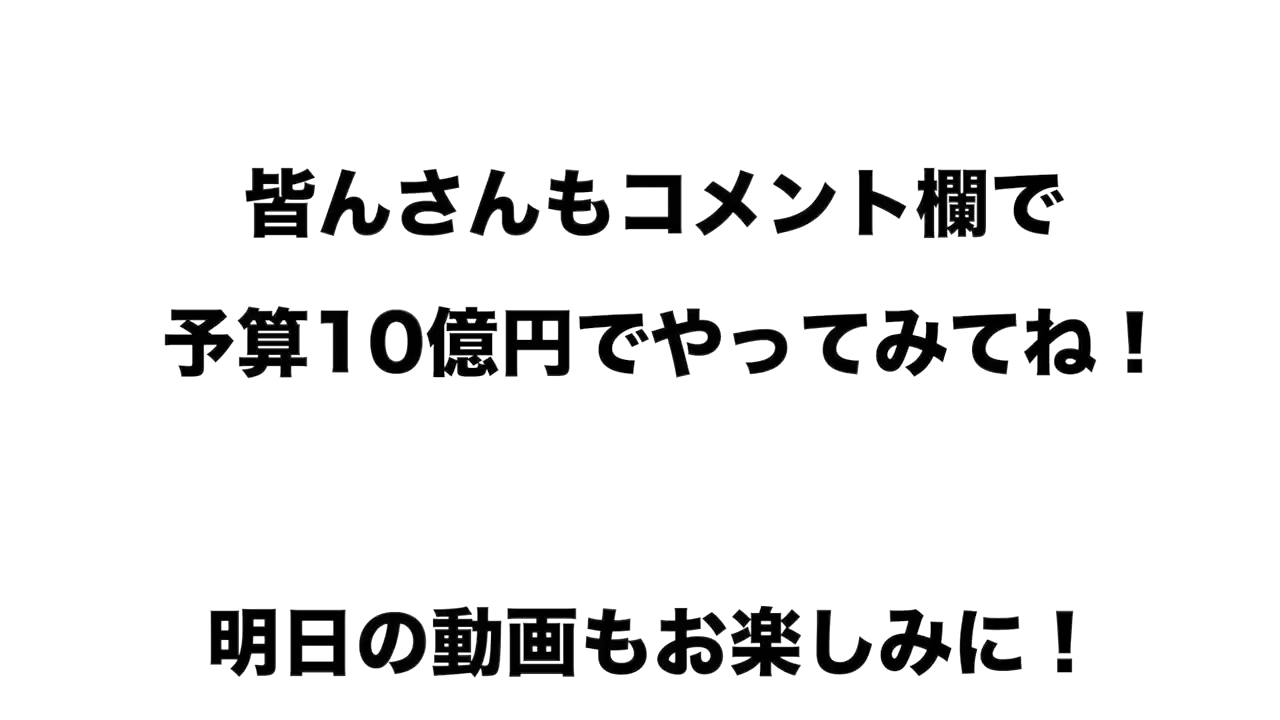 皆んさんもコメント欄で
予算10億円でやってみてね！
明日の動画もお楽しみに！